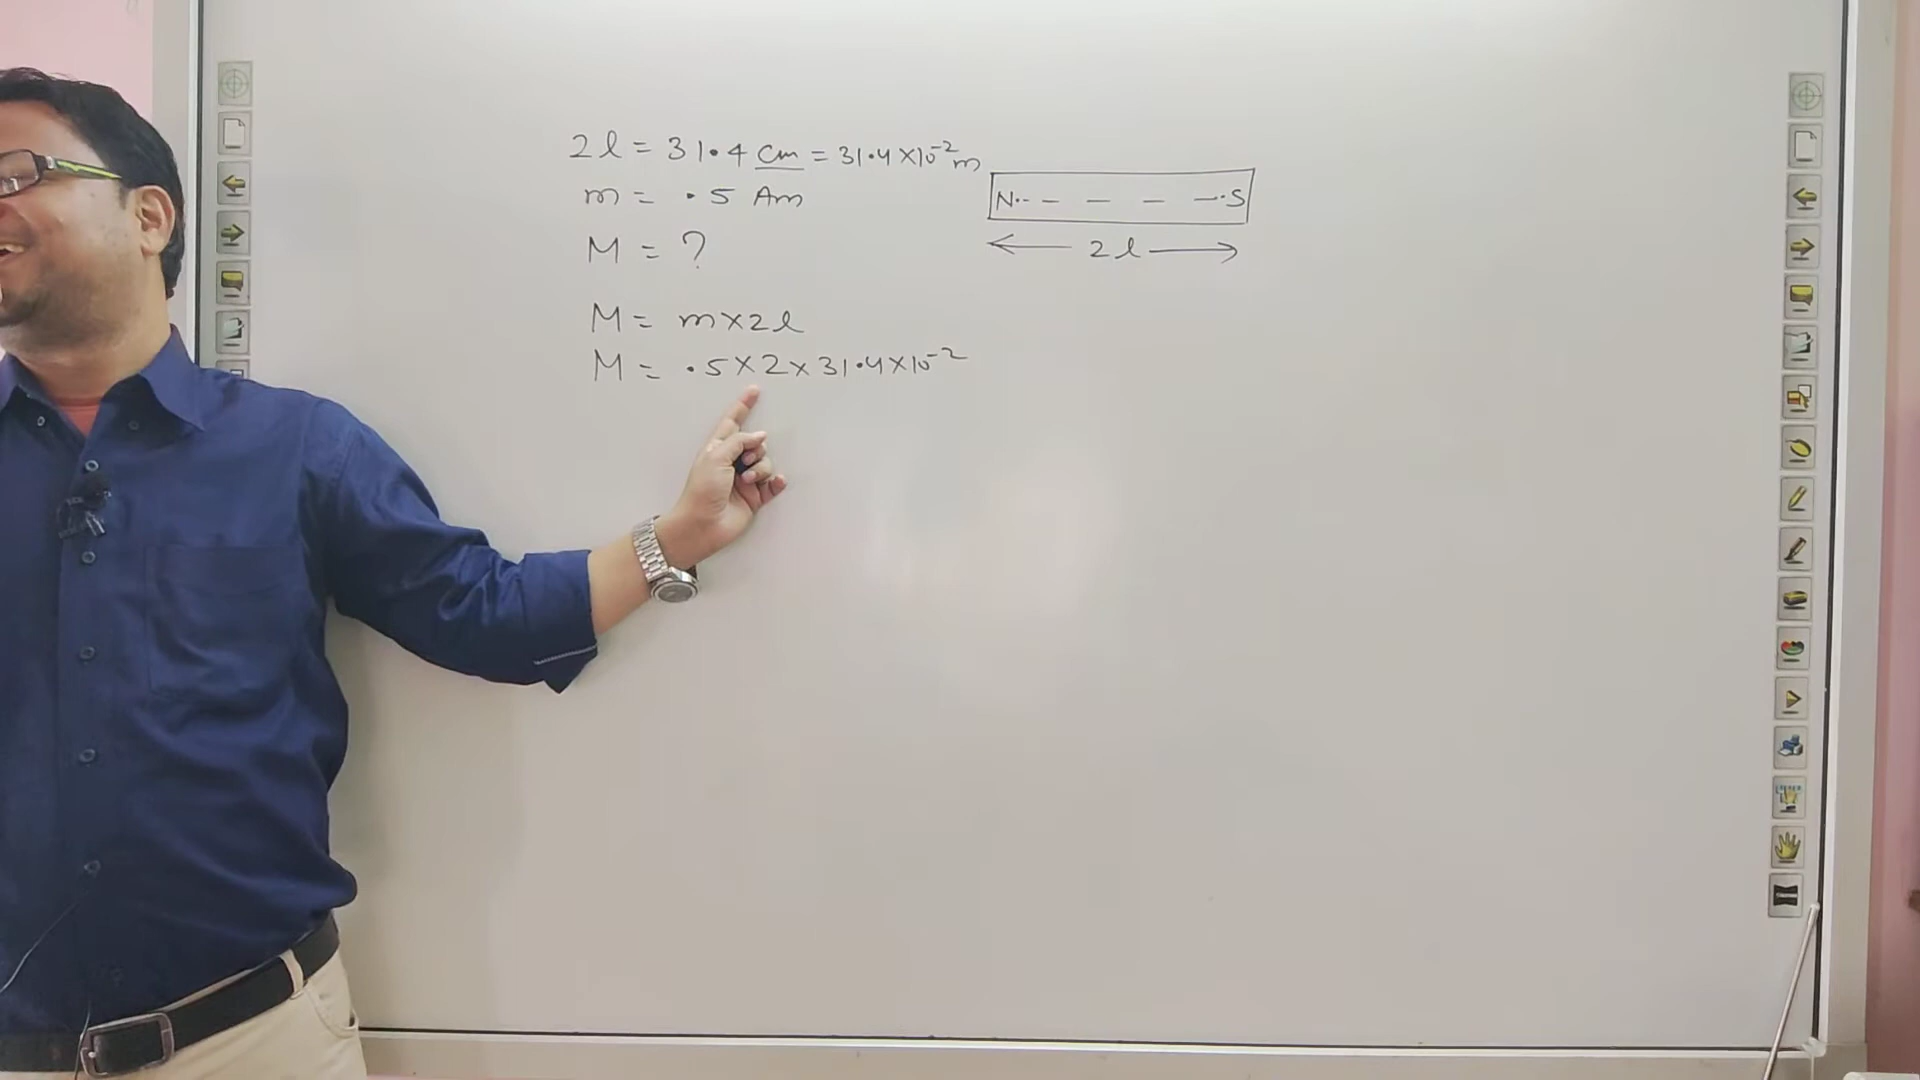 2l = 31.4 cm = 31.4 × 10⁻² m
m = .5 Am
M = ?
N S
2l
M = m × 2l
M = .5 × 2 × 31.4 × 10⁻²